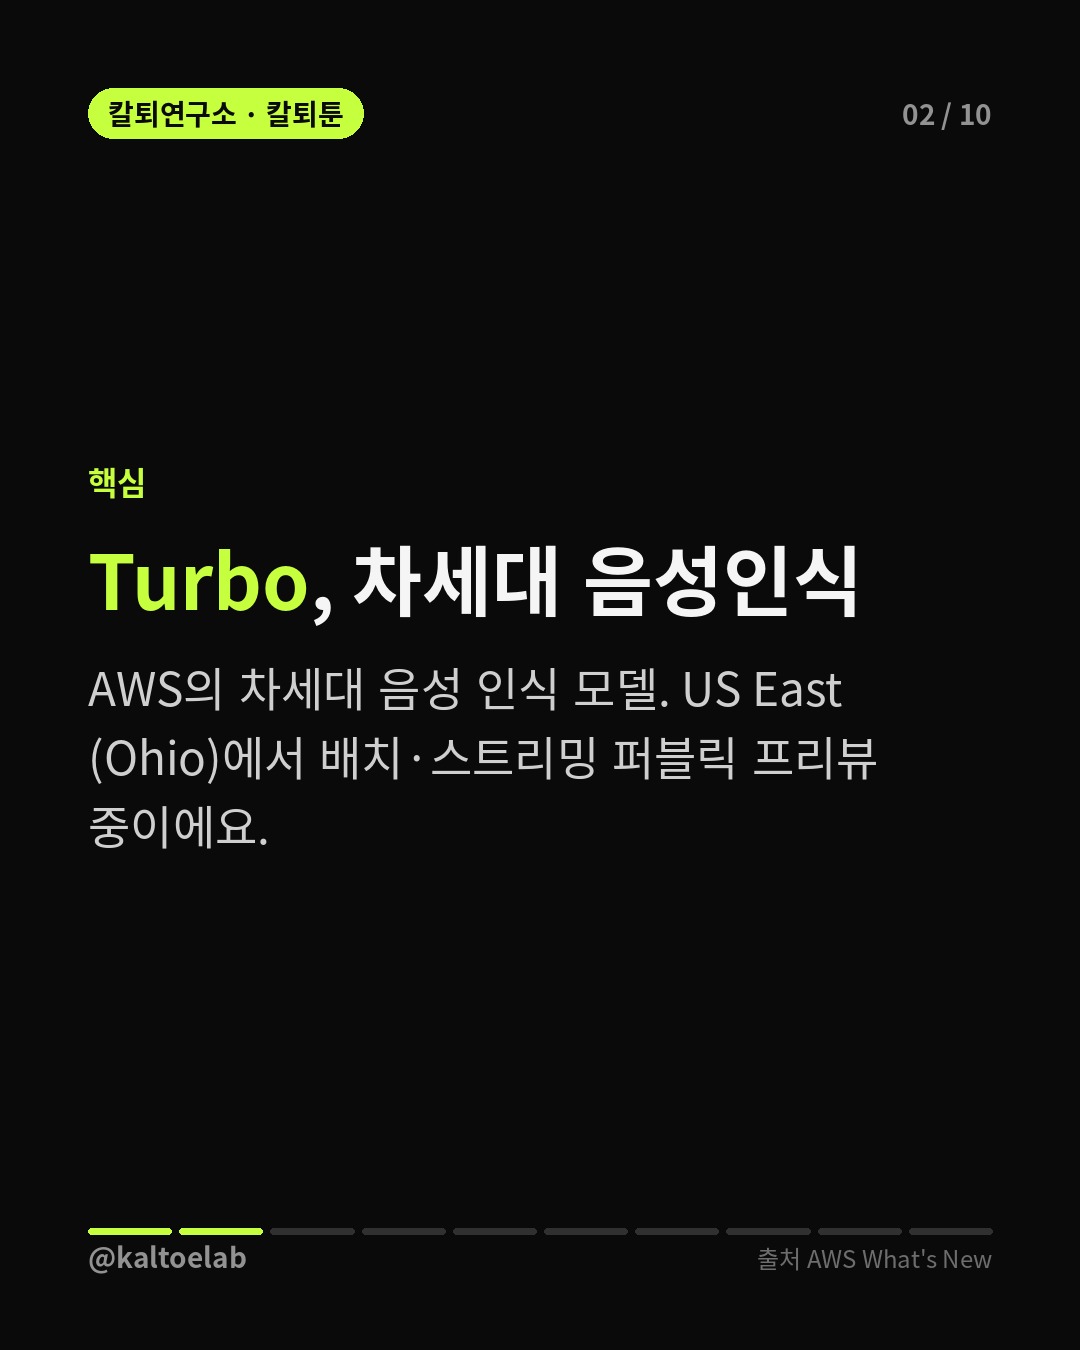 칼퇴연구소 · 칼퇴툰
02 / 10
핵심
Turbo, 차세대 음성인식
AWS의 차세대 음성 인식 모델. US East
(Ohio)에서 배치·스트리밍 퍼블릭 프리뷰
중이에요.
@kaltoelab
출처 AWS What's New